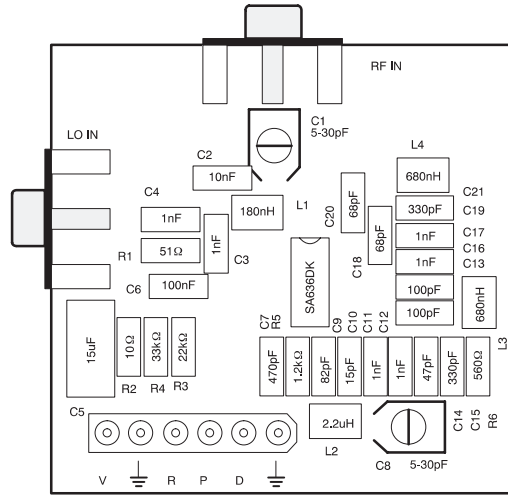 RF IN
LO IN
C1
5-30pF
C2
10nF
L4
680nH
C4
1nF
180nH
L1
C20
68pF
330pF
C21
C19
R1
51Ω
1nF
C3
C18
68pF
1nF
C17
C16
1nF
C13
C6
100nF
SA636DK
100pF
100pF
680nH
L3
15uF
10Ω
33kΩ
22kΩ
R2
R4
R3
C7
R5
C9
C10
C11
C12
470pF
1.2kΩ
82pF
15pF
1nF
1nF
47pF
330pF
560Ω
C5
2.2uH
L2
C14
C15
R6
C8
5-30pF
V
R
P
D